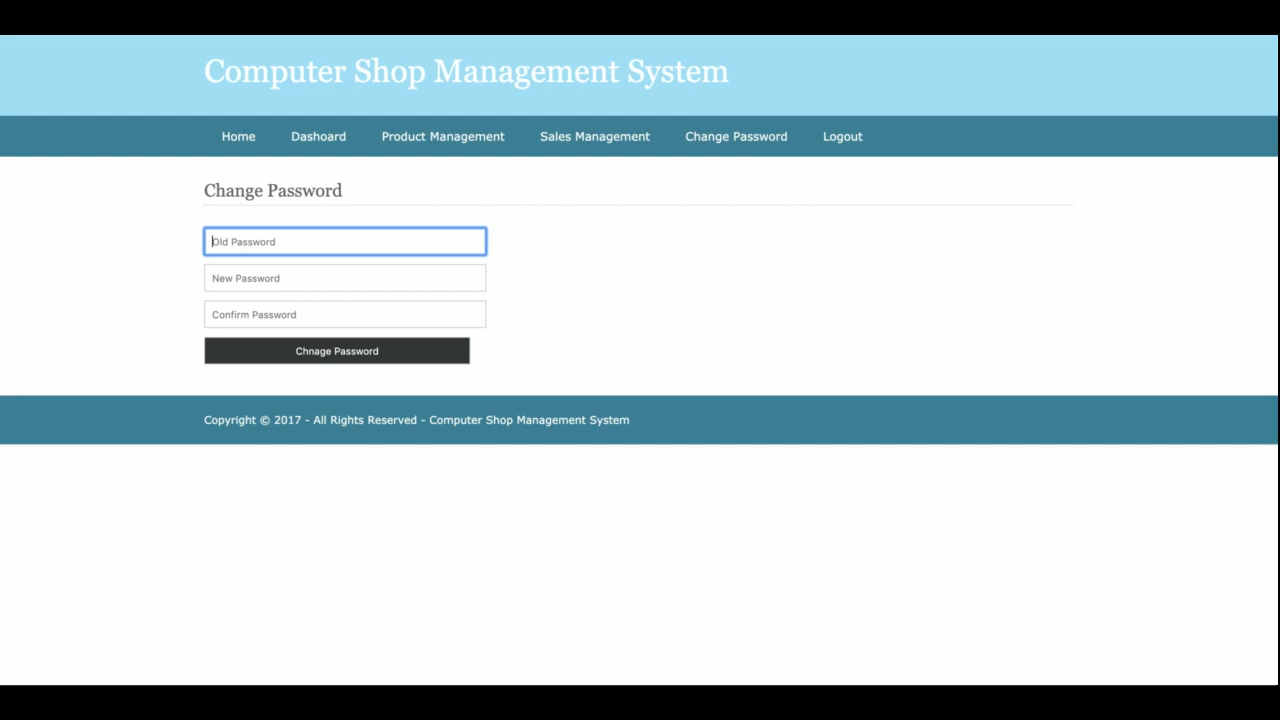 Computer Shop Management System
Home Dashoard Product Management Sales Management Change Password Logout
Change Password
Old Password
New Password
Confirm Password
Chnage Password
Copyright © 2017 - All Rights Reserved - Computer Shop Management System